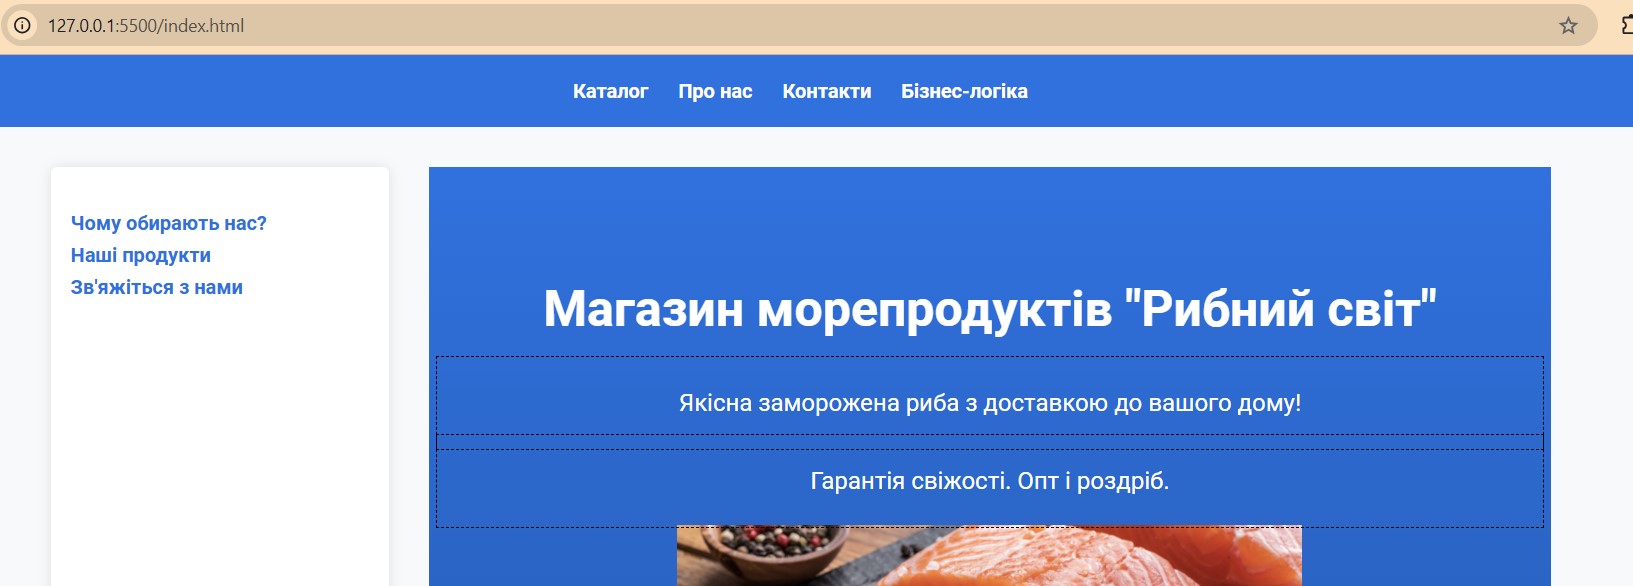 127.0.0.1:5500/index.html
Каталог Про нас Контакти Бізнес-логіка
Чому обирають нас?
Наші продукти
Зв'яжіться з нами
Магазин морепродуктів "Рибний світ"
Якісна заморожена риба з доставкою до вашого дому!
Гарантія свіжості. Опт і роздріб.